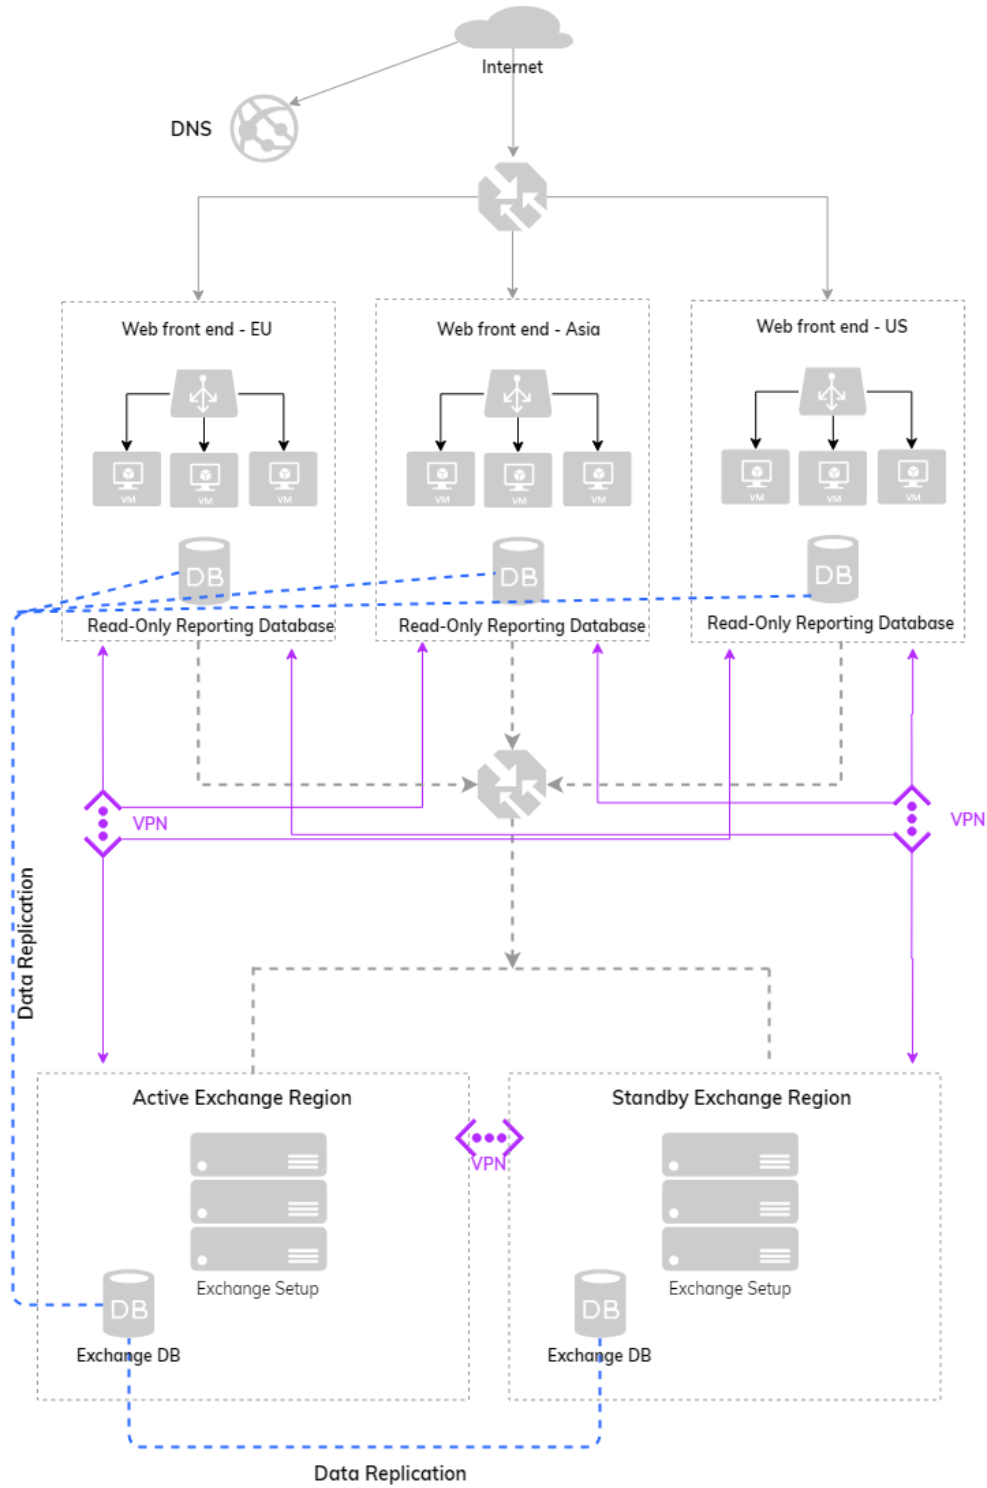 Internet
DNS
Web front end - EU
Web front end - Asia
Web front end - US
VM
VM
VM
VM
VM
VM
VM
VM
VM
DB
DB
DB
Read-Only Reporting Database
Read-Only Reporting Database
Read-Only Reporting Database
VPN
VPN
Data Replication
Active Exchange Region
Standby Exchange Region
VPN
Exchange Setup
Exchange Setup
DB
DB
Exchange DB
Exchange DB
Data Replication